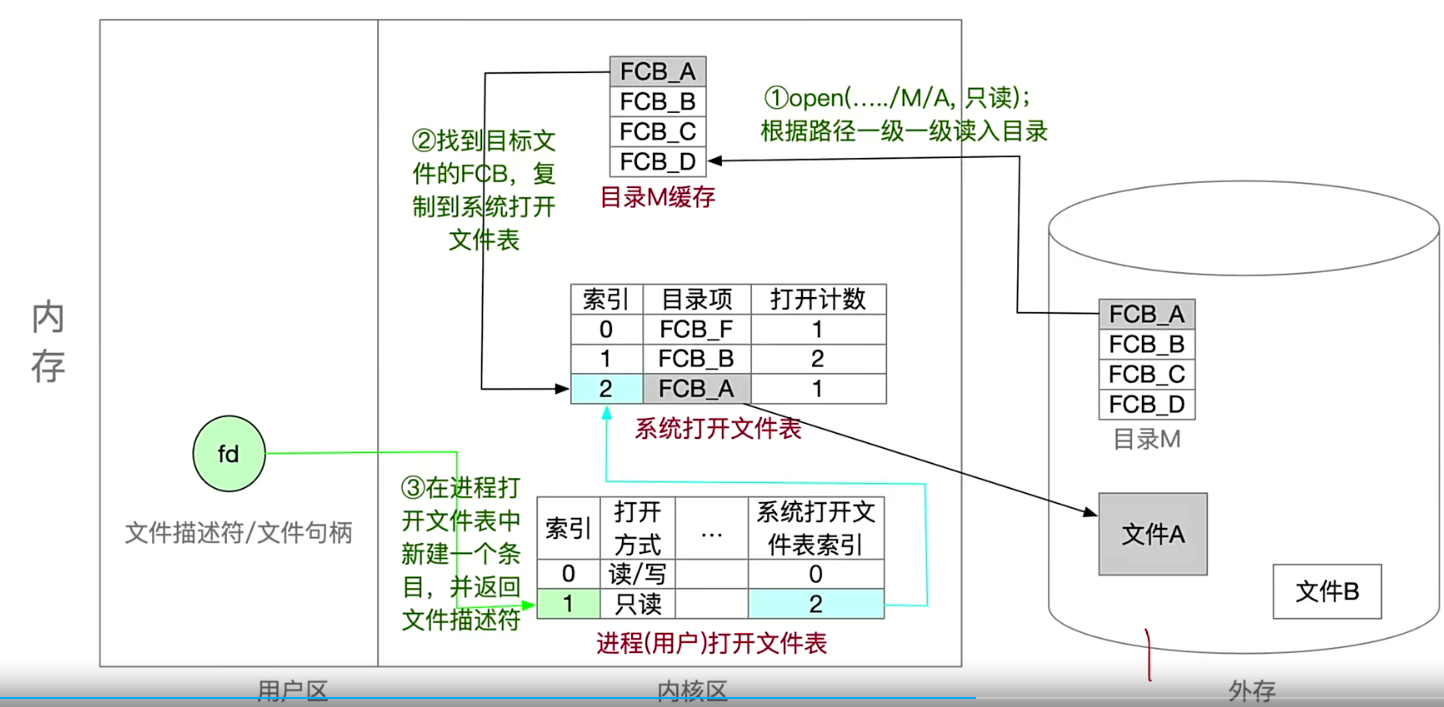 FCB_A
FCB_B
FCB_C
FCB_D
目录M缓存
①open(…../M/A, 只读);
根据路径一级一级读入目录
②找到目标文
件的FCB，复
制到系统打开
文件表
内
存
索引 目录项 打开计数
0 FCB_F 1
1 FCB_B 2
2 FCB_A 1
系统打开文件表
FCB_A
FCB_B
FCB_C
FCB_D
目录M
fd
文件描述符/文件句柄
③在进程打
开文件表中
新建一个条
目，并返回
文件描述符
索引 打开方式 … 系统打开文件表索引
0 读/写 0
1 只读 2
进程(用户)打开文件表
文件A
文件B
用户区
内核区
外存